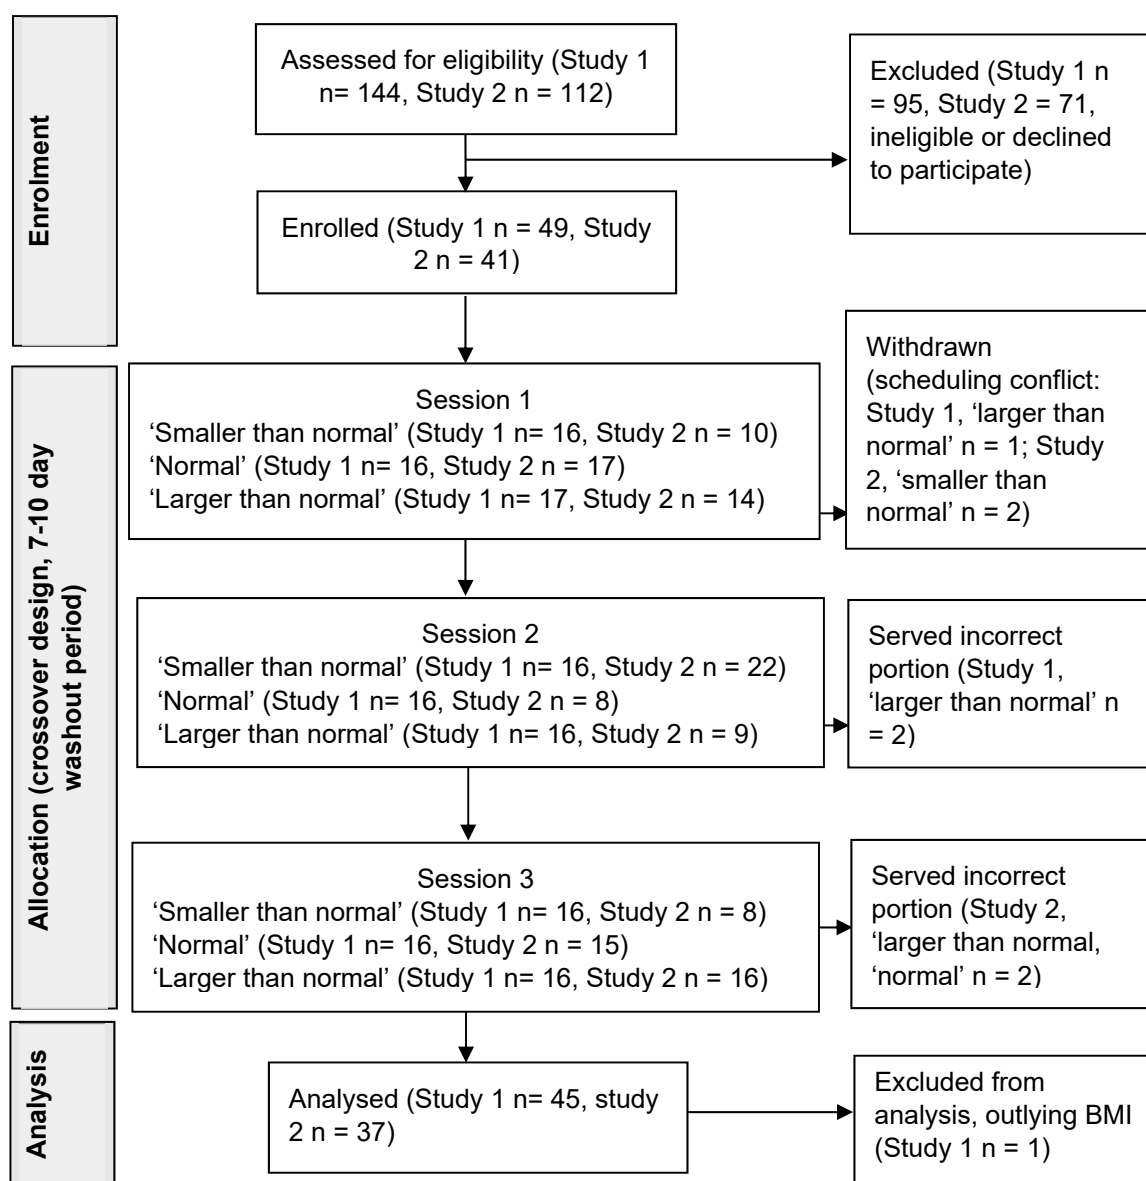 Enrolment
Assessed for eligibility (Study 1
n= 144, Study 2 n = 112)
Excluded (Study 1 n
= 95, Study 2 = 71,
ineligible or declined
to participate)
Enrolled (Study 1 n = 49, Study
2 n = 41)
Allocation (crossover design, 7-10 day
washout period)
Session 1
‘Smaller than normal’ (Study 1 n= 16, Study 2 n = 10)
‘Normal’ (Study 1 n= 16, Study 2 n = 17)
‘Larger than normal’ (Study 1 n= 17, Study 2 n = 14)
Withdrawn
(scheduling conflict:
Study 1, ‘larger than
normal’ n = 1; Study
2, ‘smaller than
normal’ n = 2)
Session 2
‘Smaller than normal’ (Study 1 n= 16, Study 2 n = 22)
‘Normal’ (Study 1 n= 16, Study 2 n = 8)
‘Larger than normal’ (Study 1 n= 16, Study 2 n = 9)
Served incorrect
portion (Study 1,
‘larger than normal’ n
= 2)
Session 3
‘Smaller than normal’ (Study 1 n= 16, Study 2 n = 8)
‘Normal’ (Study 1 n= 16, Study 2 n = 15)
‘Larger than normal’ (Study 1 n= 16, Study 2 n = 16)
Served incorrect
portion (Study 2,
‘larger than normal,
‘normal’ n = 2)
Analysis
Analysed (Study 1 n= 45, study
2 n = 37)
Excluded from
analysis, outlying BMI
(Study 1 n = 1)